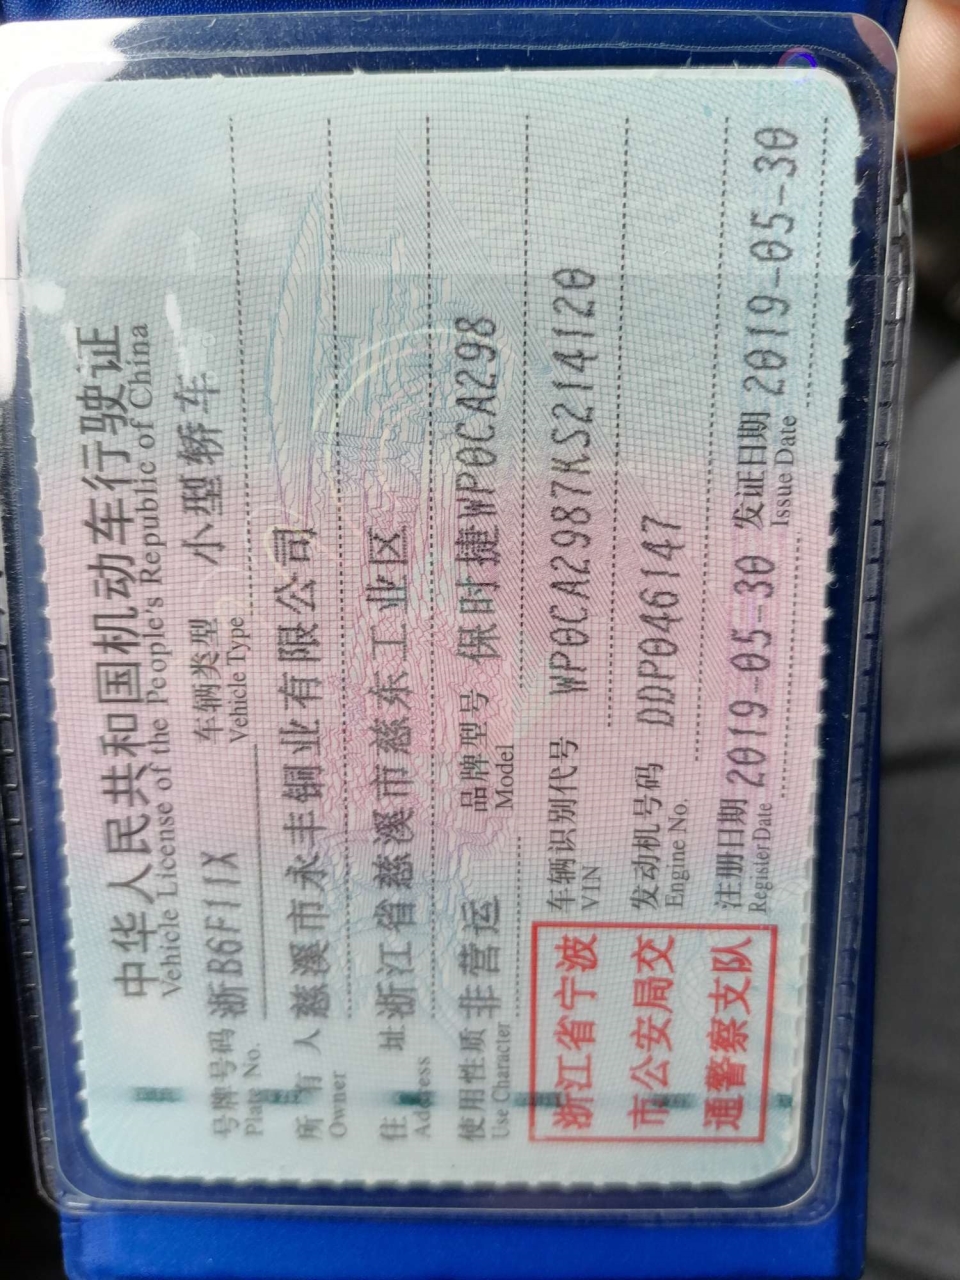 中华人民共和国机动车行驶证
Vehicle License of the People's Republic of China
号牌号码 浙B6F11X 车辆类型 小型轿车
Plate No. Vehicle Type
所有人 慈溪市永丰铜业有限公司
Owner
住址 浙江省慈溪市慈东工业区
Address
使用性质 非营运 品牌型号 保时捷WP0CA298
Use Character Model
浙江省宁波
市公安局交
通警察支队
车辆识别代号 WP0CA2987KS214120
VIN
发动机号码 DDP046147
Engine No.
注册日期 2019-05-30 发证日期 2019-05-30
Register Date Issue Date